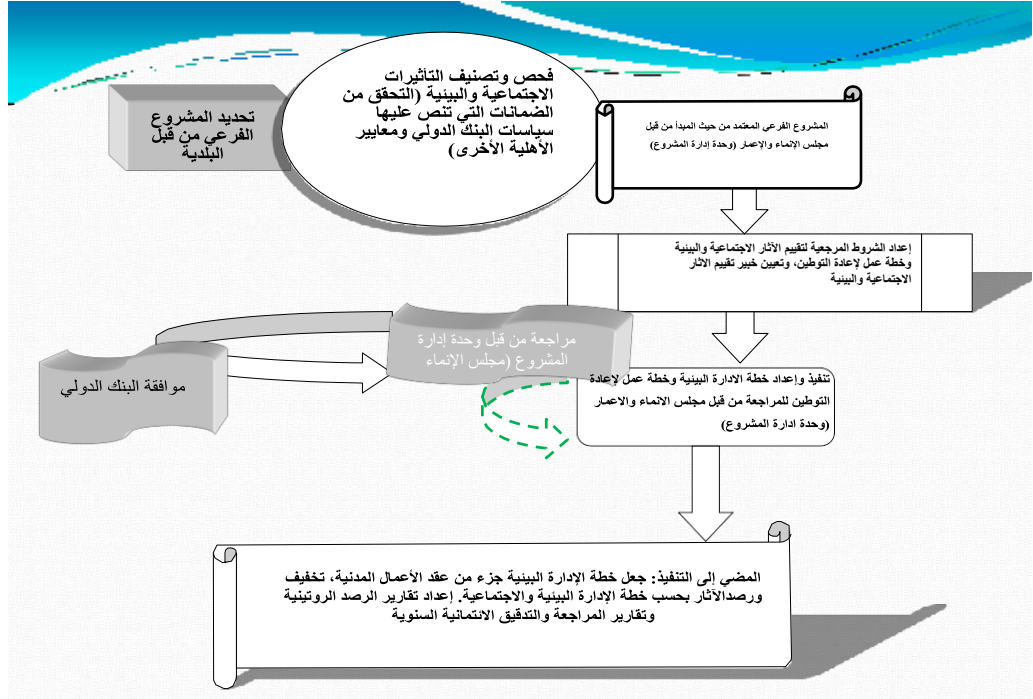 تحديد المشروع
الفرعي من قبل
البلدية
فحص وتصنيف التأثيرات
الاجتماعية والبيئية (التحقق من
الضمانات التي تنص عليها
سياسات البنك الدولي ومعايير
الأهلية الأخرى)
المشروع الفرعي المعتمد من حيث المبدأ من قبل
مجلس الإنماء والإعمار (وحدة إدارة المشروع)
إعداد الشروط المرجعية لتقييم الآثار الاجتماعية والبيئية
وخطة عمل لإعادة التوطين، وتعيين خبير تقييم الاثار
الاجتماعية والبيئية
مراجعة من قبل وحدة إدارة
المشروع (مجلس الإنماء
موافقة البنك الدولي
تنفيذ وإعداد خطة الادارة البيئية وخطة عمل لإعادة
التوطين للمراجعة من قبل مجلس الانماء والاعمار
(وحدة ادارة المشروع)
المضي إلى التنفيذ: جعل خطة الإدارة البيئية جزء من عقد الأعمال المدنية، تخفيف
ورصدالآثار بحسب خطة الإدارة البيئية والاجتماعية. إعداد تقارير الرصد الروتينية
وتقارير المراجعة والتدقيق الائتمانية السنوية